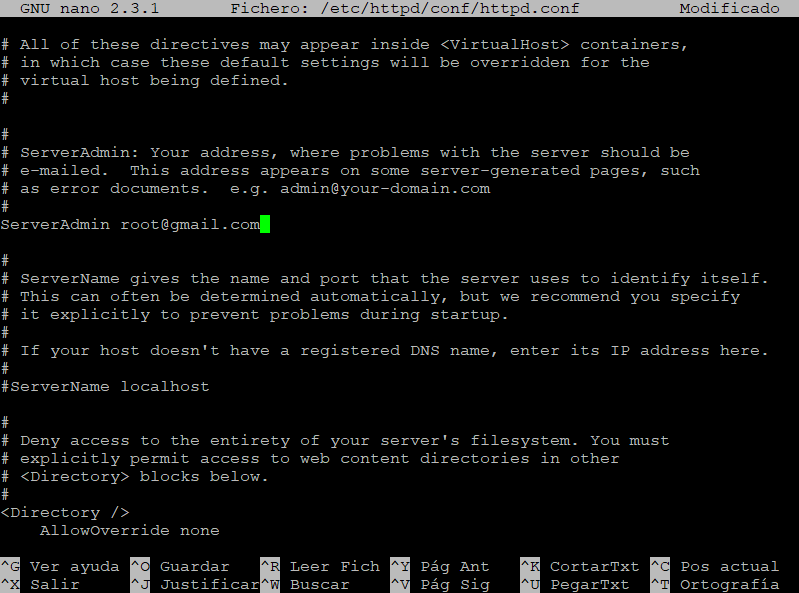 GNU nano 2.3.1 Fichero: /etc/httpd/conf/httpd.conf Modificado
# All of these directives may appear inside <VirtualHost> containers,
# in which case these default settings will be overridden for the
# virtual host being defined.
#
#
# ServerAdmin: Your address, where problems with the server should be
# e-mailed.  This address appears on some server-generated pages, such
# as error documents.  e.g. admin@your-domain.com
#
ServerAdmin root@gmail.com
#
# ServerName gives the name and port that the server uses to identify itself.
# This can often be determined automatically, but we recommend you specify
# it explicitly to prevent problems during startup.
#
# If your host doesn't have a registered DNS name, enter its IP address here.
#
#ServerName localhost
#
# Deny access to the entirety of your server's filesystem. You must
# explicitly permit access to web content directories in other
# <Directory> blocks below.
#
<Directory />
    AllowOverride none
^G Ver ayuda ^O Guardar ^R Leer Fich ^Y Pág Ant ^K CortarTxt ^C Pos actual
^X Salir ^J Justificar ^W Buscar ^V Pág Sig ^U PegarTxt ^T Ortografía